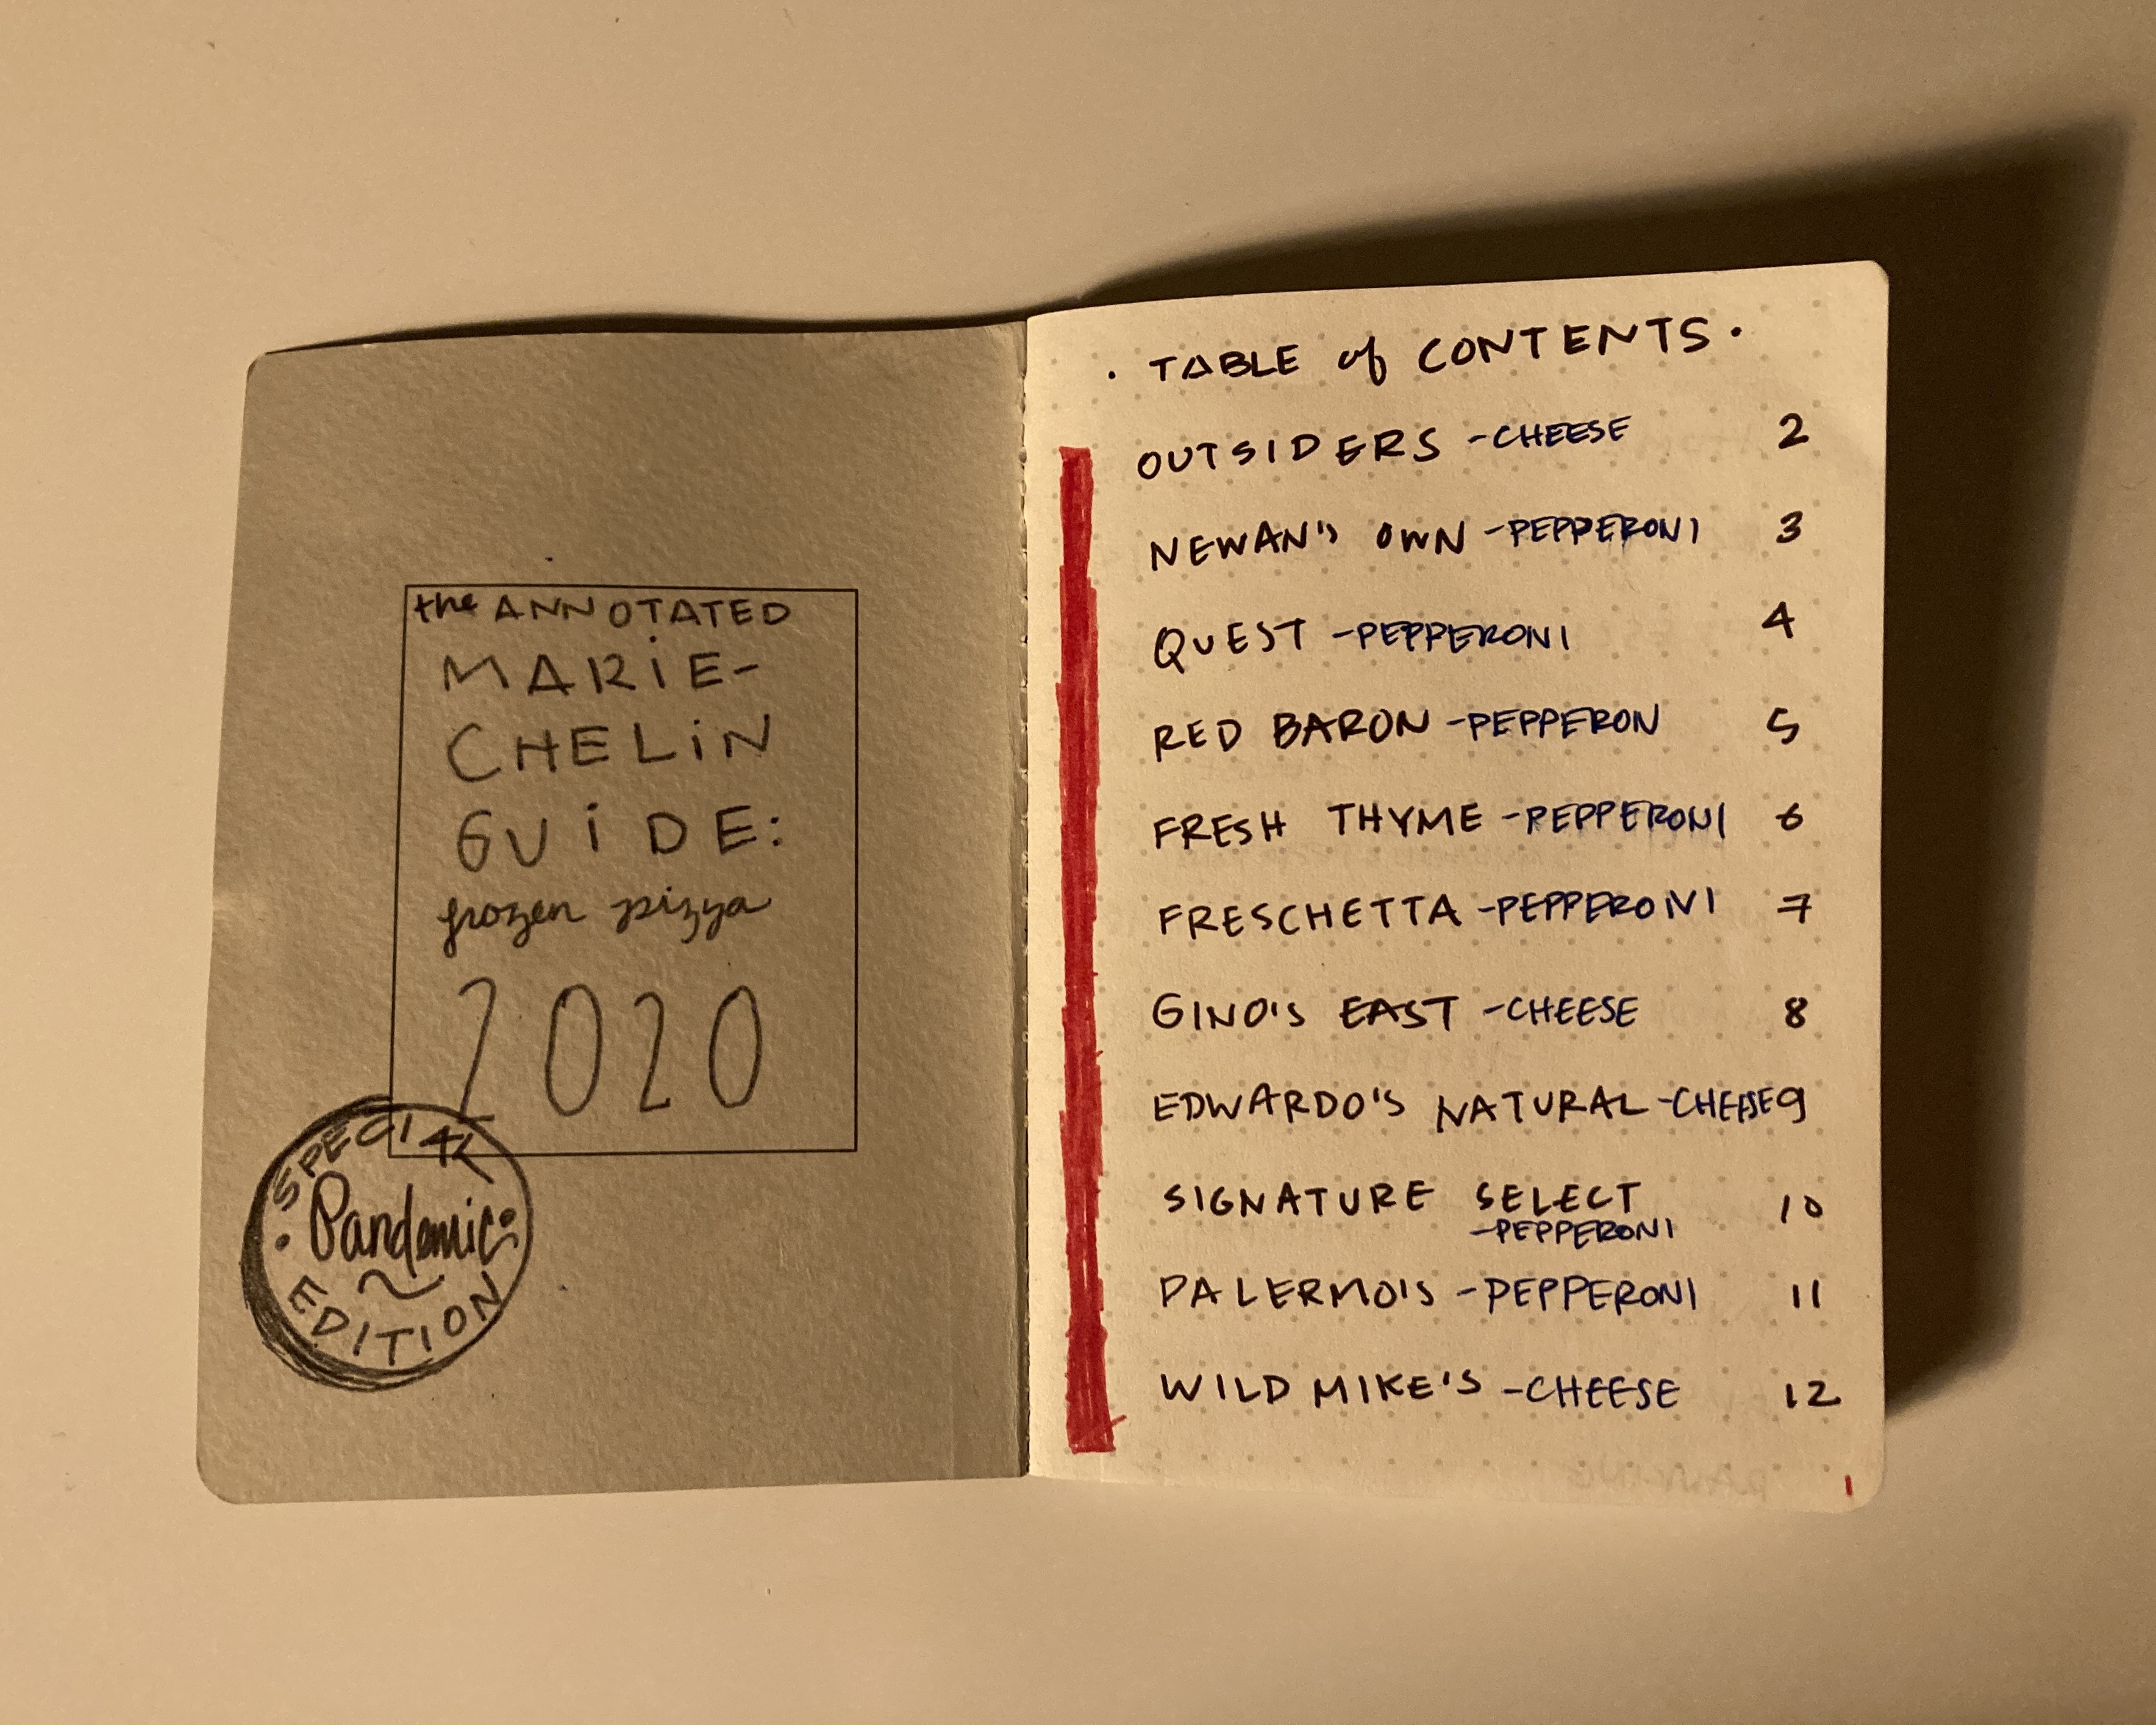 the ANNOTATED
MARIE-
CHELIN
GUIDE:
frozen pizza
2020
SPECIAL
Pandemic
EDITION
· TABLE of CONTENTS ·
OUTSIDERS -CHEESE 2
NEWAN'S OWN -PEPPERONI 3
QUEST -PEPPERONI 4
RED BARON -PEPPERON 5
FRESH THYME -PEPPERONI 6
FRESCHETTA -PEPPERONI 7
GINO'S EAST -CHEESE 8
EDWARDO'S NATURAL -CHEESE 9
SIGNATURE SELECT 10
-PEPPERONI
PALERMO'S -PEPPERONI 11
WILD MIKE'S -CHEESE 12
1